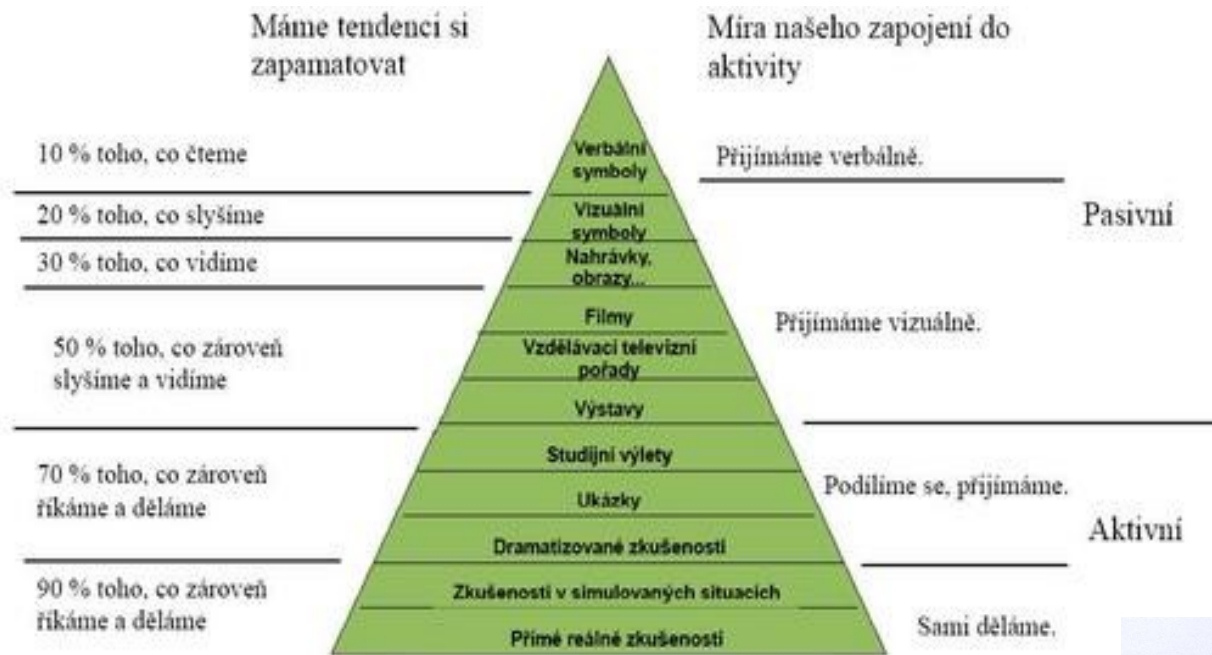 Máme tendenci si
zapamatovat
Míra našeho zapojení do
aktivity
10 % toho, co čteme
Verbální
symboly
Přijímáme verbálně.
20 % toho, co slyšíme
Vizuální
symboly
Pasivní
30 % toho, co vidíme
Nahrávky,
obrazy...
Filmy
Přijímáme vizuálně.
50 % toho, co zároveň
slyšíme a vidíme
Vzdělávací televizní
pořady
Výstavy
70 % toho, co zároveň
říkáme a děláme
Studijní výlety
Ukázky
Podílíme se, přijímáme.
Aktivní
Dramatizované zkušenosti
90 % toho, co zároveň
říkáme a děláme
Zkušenosti v simulovaných situacích
Přímé reálné zkušenosti
Sami děláme.